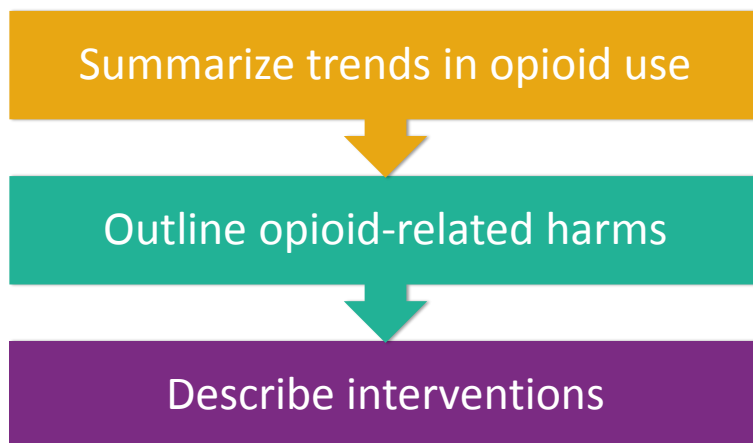 Summarize trends in opioid use
Outline opioid-related harms
Describe interventions